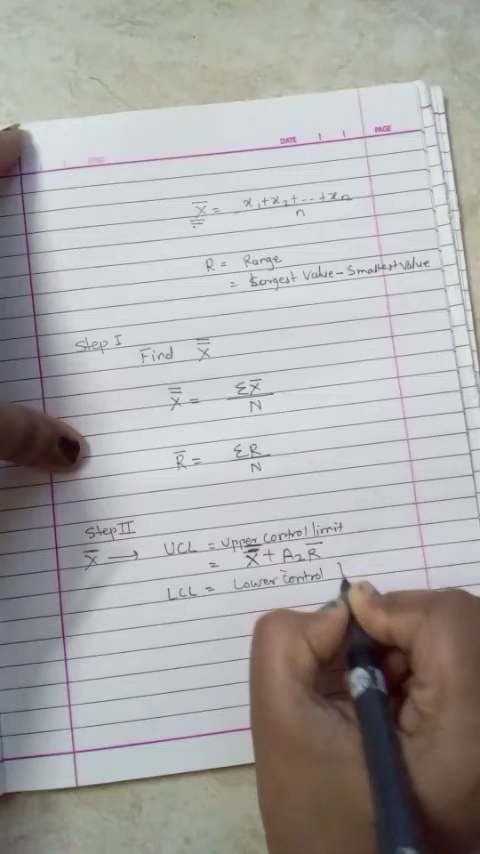 DATE PAGE
X̄ = x₁+x₂+---+xₙ / n
R = Range
= Largest Value - Smallest Value
Step I
Find X̿
X̿ = ΣX̄ / N
R̄ = ΣR / N
Step II
X̄ → UCL = Upper Control limit
= X̿ + A₂R̄
LCL = Lower Control l